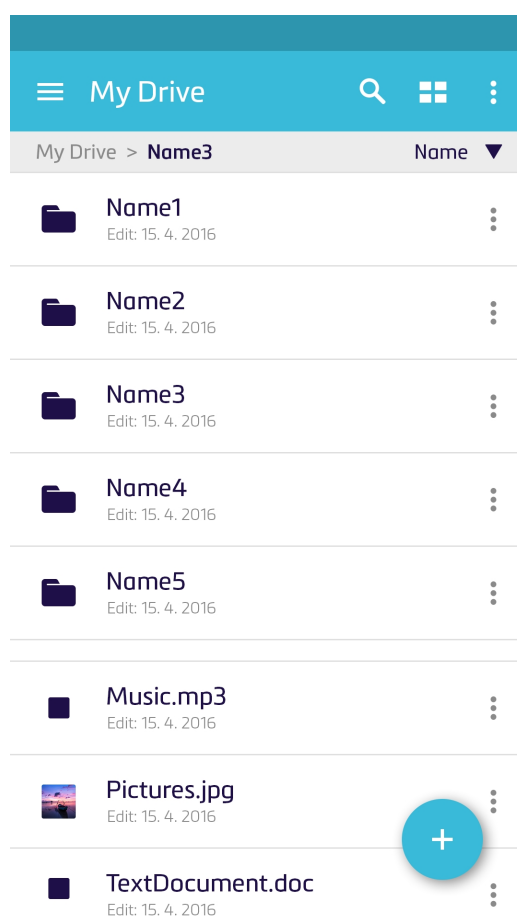 My Drive
My Drive > Name3 Name
Name1
Edit: 15. 4. 2016
Name2
Edit: 15. 4. 2016
Name3
Edit: 15. 4. 2016
Name4
Edit: 15. 4. 2016
Name5
Edit: 15. 4. 2016
Music.mp3
Edit: 15. 4. 2016
Pictures.jpg
Edit: 15. 4. 2016
TextDocument.doc
Edit: 15. 4. 2016